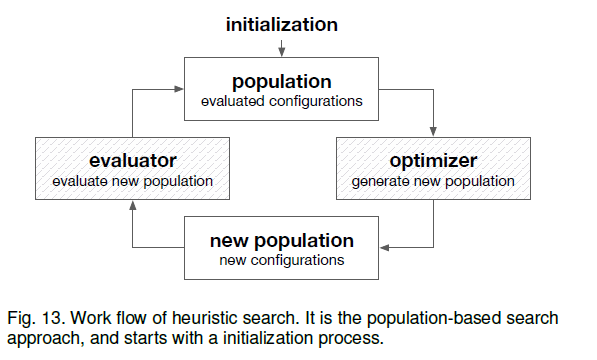 initialization
population
evaluated configurations
evaluator
evaluate new population
optimizer
generate new population
new population
new configurations
Fig. 13. Work flow of heuristic search. It is the population-based search
approach, and starts with a initialization process.